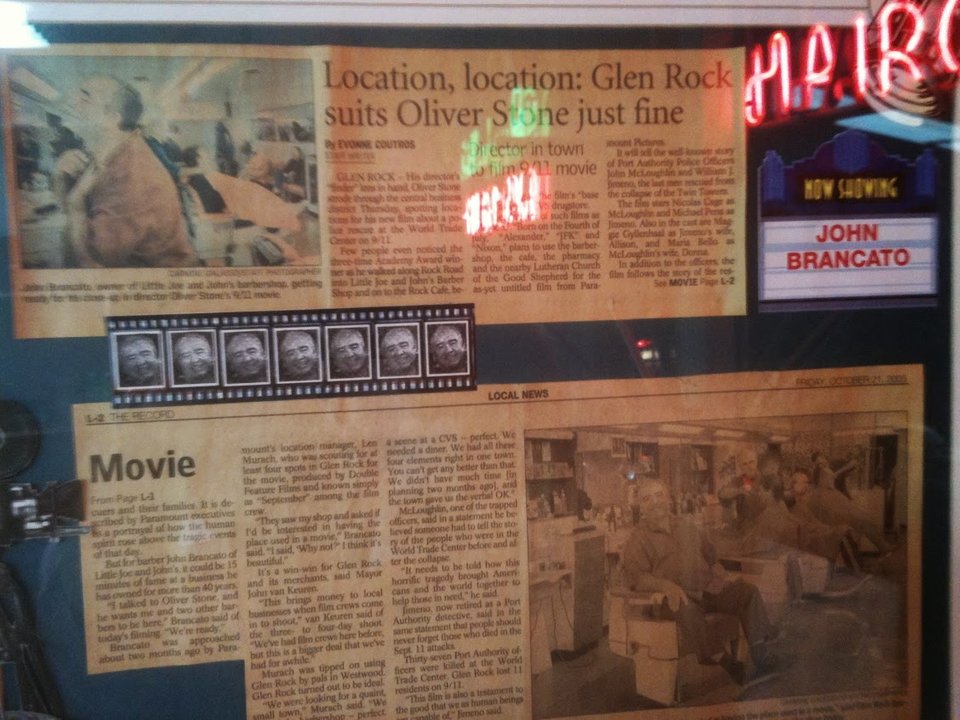 Location, location: Glen Rock
suits Oliver Stone just fine
By EVONNE COUTROS
STAFF WRITER
Director in town
to film 9/11 movie
GLEN ROCK – His director's
"finder" lens in hand, Oliver Stone
strode through the central business
district Thursday, spotting loca-
tions for his new film about a po-
lice rescue at the World Trade
Center on 9/11.
Few people even noticed the
three-time Academy Award win-
ner as he walked along Rock Road
into Little Joe and John's Barber
Shop and on to the Rock Cafe, be-
the film's "base
such films as
"Born on the Fourth of
July," "Alexander," "JFK" and
"Nixon," plans to use the barber-
shop, the cafe, the pharmacy
and the nearby Lutheran Church
of the Good Shepherd for the
as-yet untitled film from Para-
mount Pictures.
It will tell the well-known story
of Port Authority Police Officers
John McLoughlin and William J.
Jimeno, the last men rescued from
the collapse of the Twin Towers.
The film stars Nicolas Cage as
McLoughlin and Michael Pena as
Jimeno. Also in the cast are Mag-
gie Gyllenhaal as Jimeno's wife,
Allison, and Maria Bello as
McLoughlin's wife, Donna.
In addition to the officers, the
film follows the story of the res-
See MOVIE Page L-2
STAFF PHOTOGRAPHER
John Brancato, owner of Little Joe and John's barbershop, getting
ready for his close-up in director Oliver Stone's 9/11 movie.
HAIRC
NOW SHOWING
JOHN
BRANCATO
L-2 THE RECORD
LOCAL NEWS
FRIDAY, OCTOBER 21, 2005
Movie
From Page L-1
cuers and their families. It is de-
scribed by Paramount executives
as a portrayal of how the human
spirit rose above the tragic events
of that day.
But for barber John Brancato of
Little Joe and John's, it could be 15
minutes of fame at a business he
has owned for more than 40 years.
"I talked to Oliver Stone, and
he wants me and two other bar-
bers to be here," Brancato said of
today's filming. "We're ready."
Brancato was approached
about two months ago by Para-
mount's location manager, Len
Murach, who was scouting for at
least four spots in Glen Rock for
the movie, produced by Double
Feature Films and known simply
as "September" among the film
crew.
"They saw my shop and asked if
I'd be interested in having the
place used in a movie," Brancato
said. "I said, 'Why not?' I think it's
beautiful."
It's a win-win for Glen Rock
and its merchants, said Mayor
John van Keuren.
"This brings money to local
businesses when film crews come
in to shoot," van Keuren said of
the three- to four-day shoot.
"We've had film crews here before,
but this is a bigger deal that we've
had for awhile."
Murach was tipped on using
Glen Rock by pals in Westwood.
Glen Rock turned out to be ideal.
"We were looking for a quaint,
small town," Murach said. "We
barbershop – perfect
a scene at a CVS – perfect. We
needed a diner. We had all these
four elements right in one town.
You can't get any better than that.
We didn't have much time [in
planning two months ago], and
the town gave us the verbal OK."
McLoughlin, one of the trapped
officers, said in a statement he be-
lieved someone had to tell the sto-
ry of the people who were in the
World Trade Center before and af-
ter the collapse.
"It needs to be told how this
horrific tragedy brought Ameri-
cans and the world together to
help those in need," he said.
Jimeno, now retired as a Port
Authority detective, said in the
same statement that people should
never forget those who died in the
Sept. 11 attacks.
Thirty-seven Port Authority of-
ficers were killed at the World
Trade Center. Glen Rock lost 11
residents on 9/11.
"This film is also a testament to
the good that we as human beings
are capable of," Jimeno said.